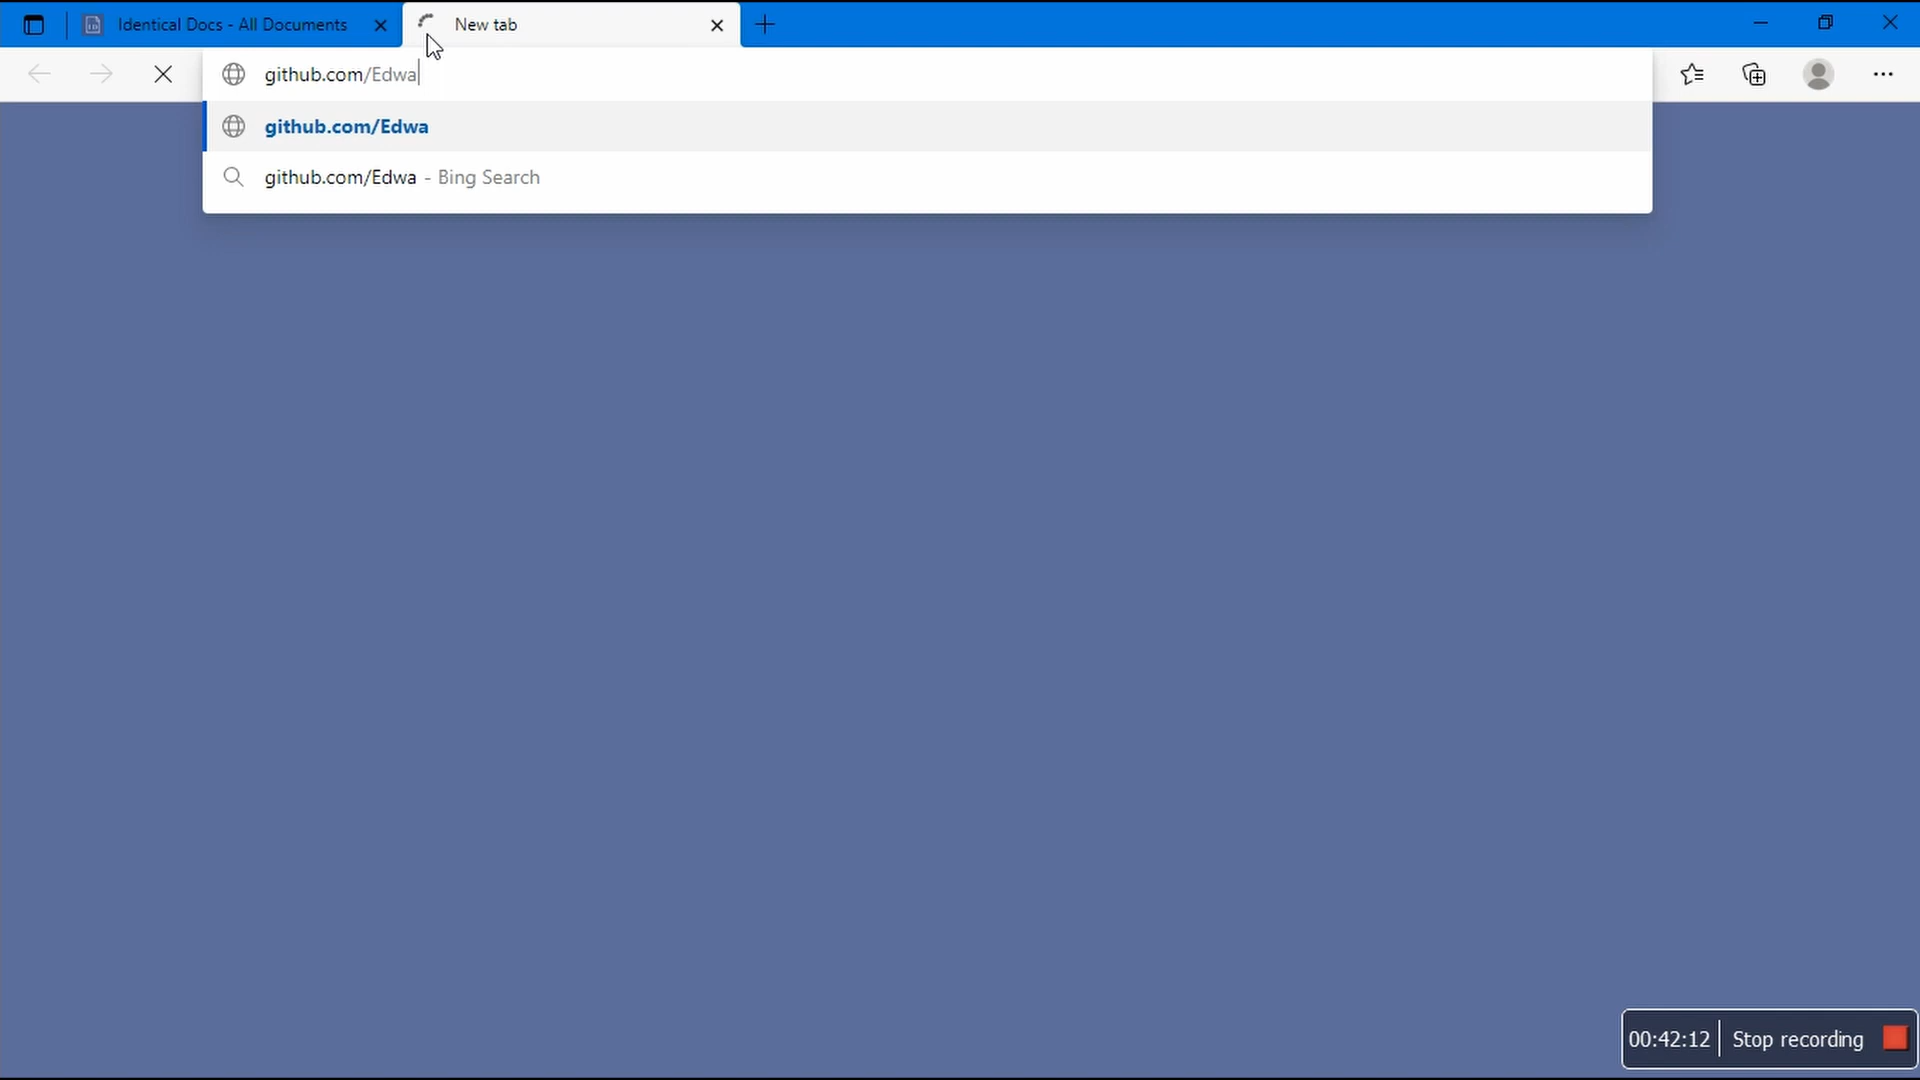 Identical Docs - All Documents
New tab
github.com/Edwa
github.com/Edwa
github.com/Edwa - Bing Search
00:42:12 Stop recording